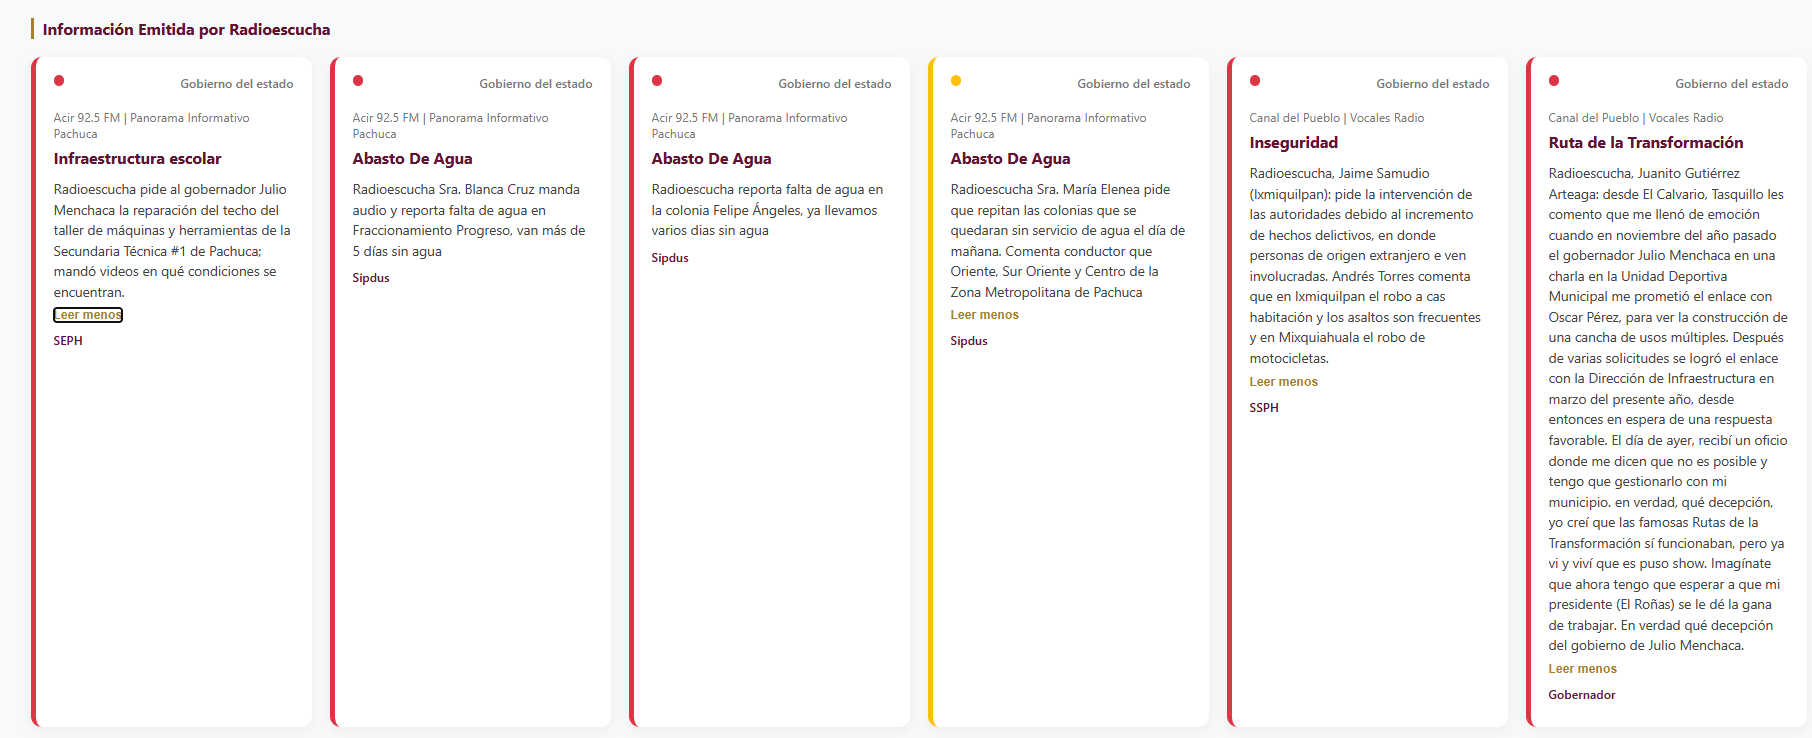 Información Emitida por Radioescucha
Gobierno del estado
Acir 92.5 FM | Panorama Informativo
Pachuca
Infraestructura escolar
Radioescucha pide al gobernador Julio
Menchaca la reparación del techo del
taller de máquinas y herramientas de la
Secundaria Técnica #1 de Pachuca;
mandó videos en qué condiciones se
encuentran.
Leer menos
SEPH
Gobierno del estado
Acir 92.5 FM | Panorama Informativo
Pachuca
Abasto De Agua
Radioescucha Sra. Blanca Cruz manda
audio y reporta falta de agua en
Fraccionamiento Progreso, van más de
5 días sin agua
Sipdus
Gobierno del estado
Acir 92.5 FM | Panorama Informativo
Pachuca
Abasto De Agua
Radioescucha reporta falta de agua en
la colonia Felipe Ángeles, ya llevamos
varios dias sin agua
Sipdus
Gobierno del estado
Acir 92.5 FM | Panorama Informativo
Pachuca
Abasto De Agua
Radioescucha Sra. María Elenea pide
que repitan las colonias que se
quedaran sin servicio de agua el día de
mañana. Comenta conductor que
Oriente, Sur Oriente y Centro de la
Zona Metropolitana de Pachuca
Leer menos
Sipdus
Gobierno del estado
Canal del Pueblo | Vocales Radio
Inseguridad
Radioescucha, Jaime Samudio
(Ixmiquilpan): pide la intervención de
las autoridades debido al incremento
de hechos delictivos, en donde
personas de origen extranjero e ven
involucradas. Andrés Torres comenta
que en Ixmiquilpan el robo a cas
habitación y los asaltos son frecuentes
y en Mixquiahuala el robo de
motocicletas.
Leer menos
SSPH
Gobierno del estado
Canal del Pueblo | Vocales Radio
Ruta de la Transformación
Radioescucha, Juanito Gutiérrez
Arteaga: desde El Calvario, Tasquillo les
comento que me llenó de emoción
cuando en noviembre del año pasado
el gobernador Julio Menchaca en una
charla en la Unidad Deportiva
Municipal me prometió el enlace con
Oscar Pérez, para ver la construcción de
una cancha de usos múltiples. Después
de varias solicitudes se logró el enlace
con la Dirección de Infraestructura en
marzo del presente año, desde
entonces en espera de una respuesta
favorable. El día de ayer, recibí un oficio
donde me dicen que no es posible y
tengo que gestionarlo con mi
municipio. en verdad, qué decepción,
yo creí que las famosas Rutas de la
Transformación sí funcionaban, pero ya
vi y viví que es puso show. Imagínate
que ahora tengo que esperar a que mi
presidente (El Roñas) se le dé la gana
de trabajar. En verdad qué decepción
del gobierno de Julio Menchaca.
Leer menos
Gobernador